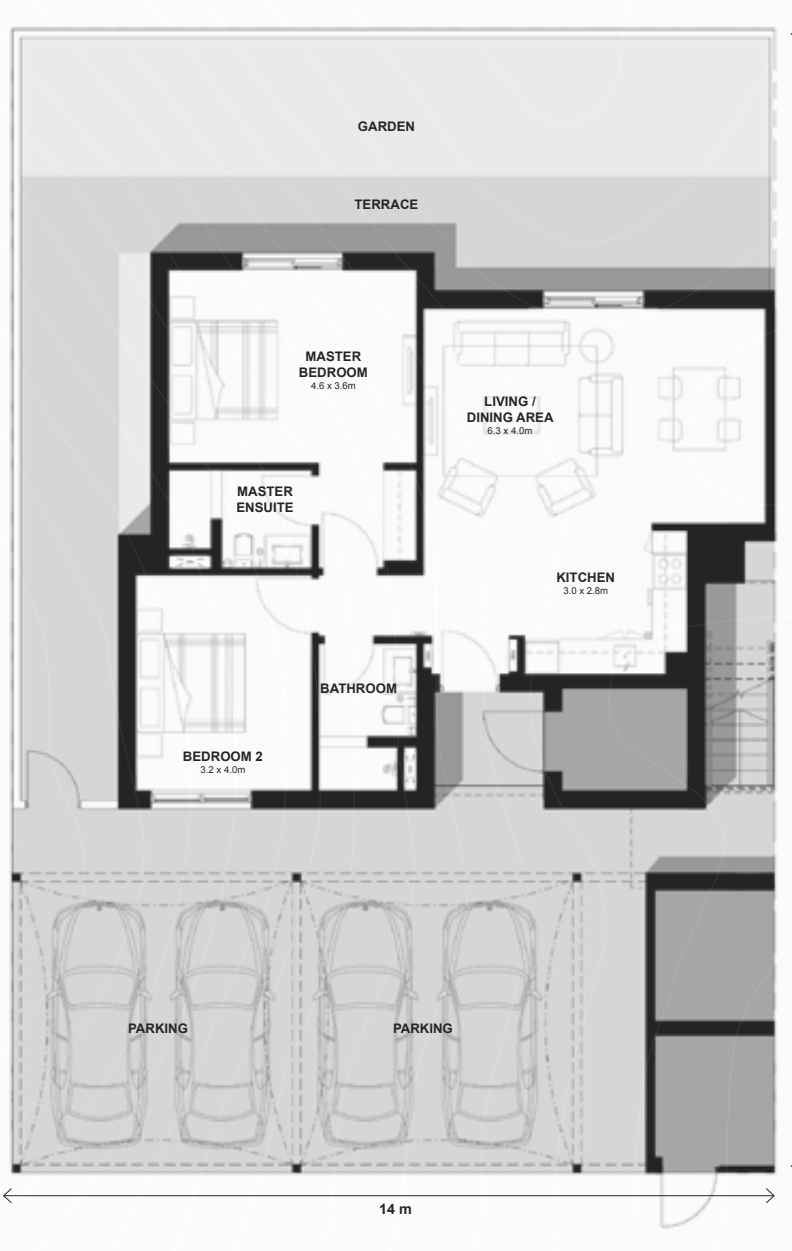 GARDEN
TERRACE
MASTER
BEDROOM
4.6 x 3.6m
LIVING /
DINING AREA
6.3 x 4.0m
MASTER
ENSUITE
KITCHEN
3.0 x 2.8m
BATHROOM
BEDROOM 2
3.2 x 4.0m
PARKING
PARKING
14 m